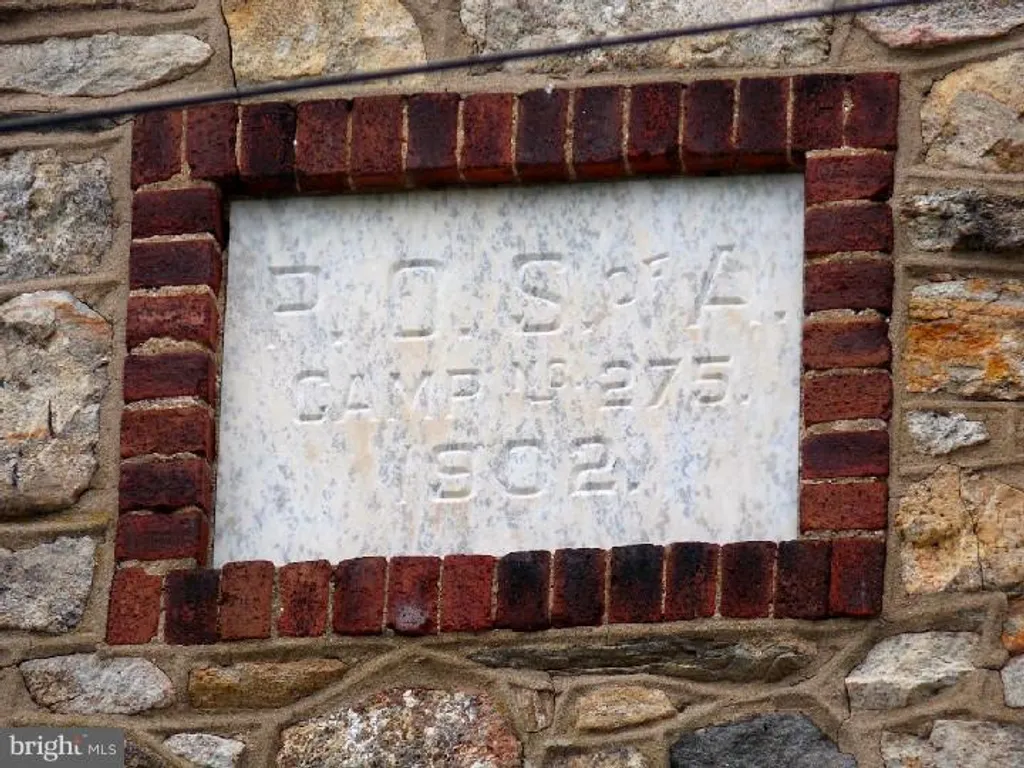 P.O.S. of A.
CAMP No. 275.
1902.
bright MLS